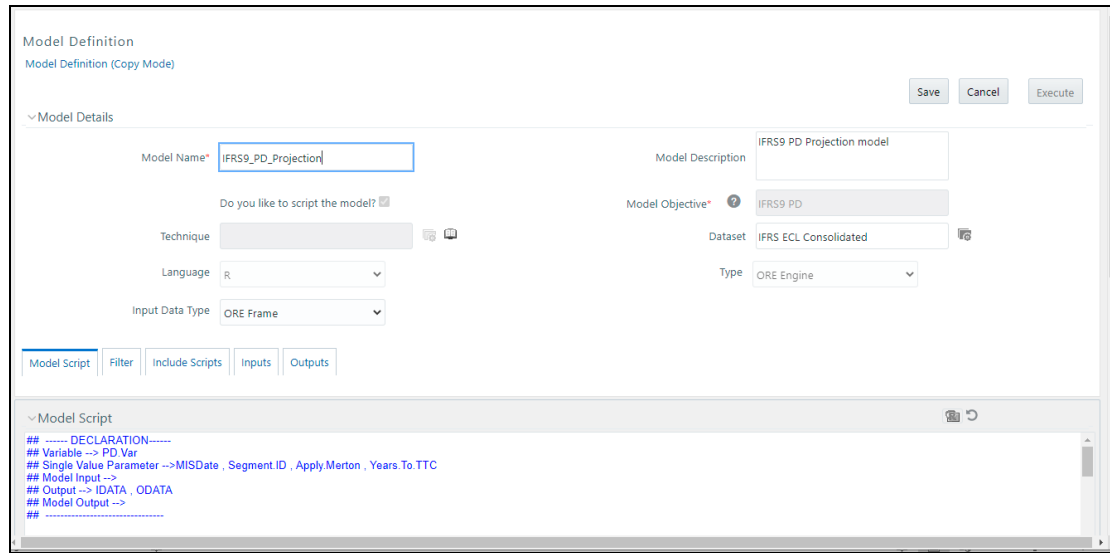 Model Definition
Model Definition (Copy Mode)
Save Cancel Execute
Model Details
Model Name* IFRS9_PD_Projection Model Description IFRS9 PD Projection model
Do you like to script the model? Model Objective* ? IFRS9 PD
Technique Dataset IFRS ECL Consolidated
Language R Type ORE Engine
Input Data Type ORE Frame
Model Script Filter Include Scripts Inputs Outputs
Model Script
## ------ DECLARATION------
## Variable --> PD.Var
## Single Value Parameter -->MISDate , Segment.ID , Apply.Merton , Years.To.TTC
## Model Input -->
## Output --> IDATA , ODATA
## Model Output -->
## --------------------------------